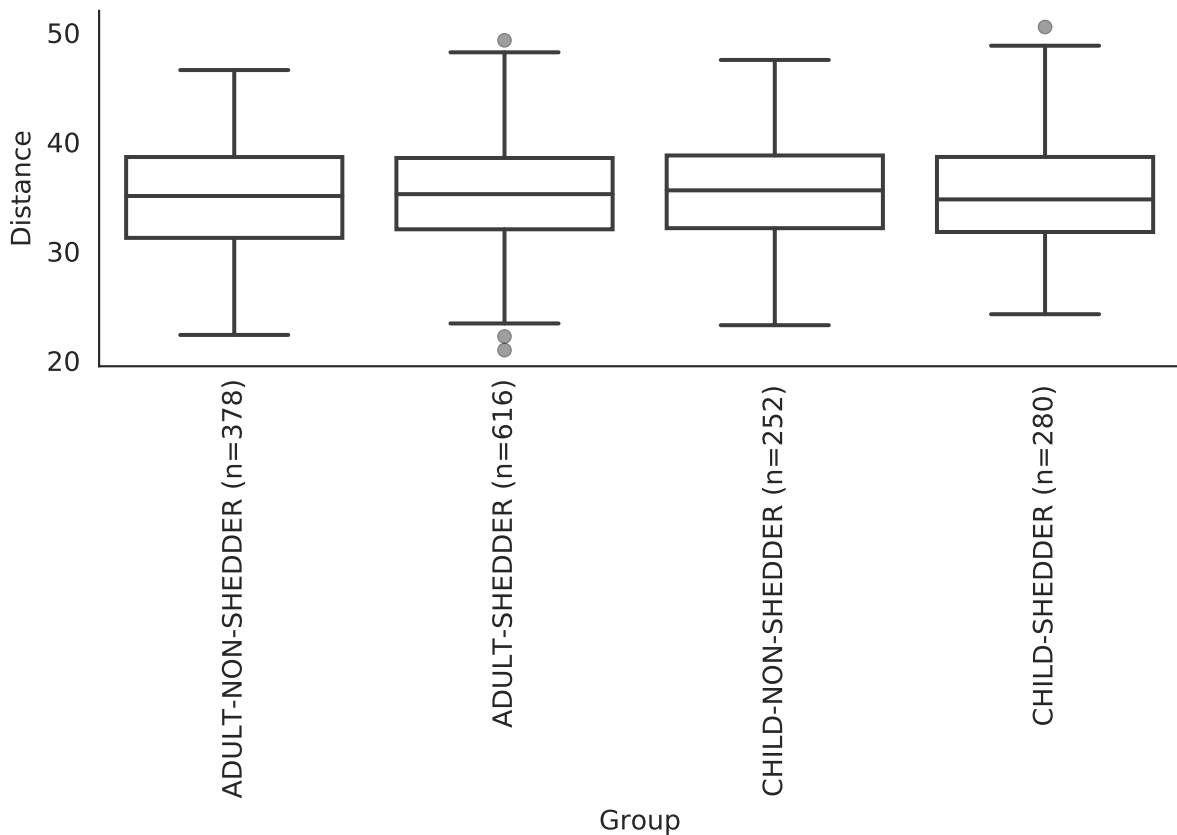 50
40
30
20
Distance
ADULT-NON-SHEDDER (n=378)
ADULT-SHEDDER (n=616)
CHILD-NON-SHEDDER (n=252)
CHILD-SHEDDER (n=280)
Group